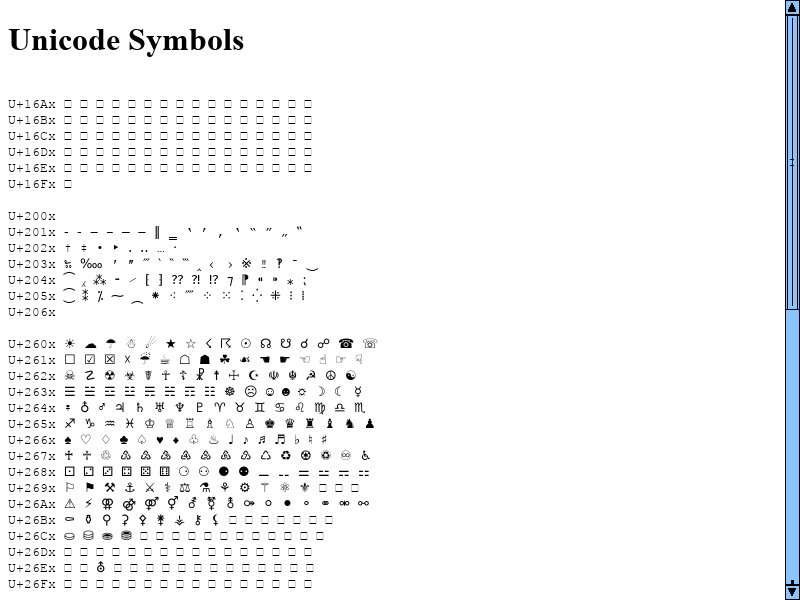 Unicode Symbols
U+16Ax □ □ □ □ □ □ □ □ □ □ □ □ □ □ □ □
U+16Bx □ □ □ □ □ □ □ □ □ □ □ □ □ □ □ □
U+16Cx □ □ □ □ □ □ □ □ □ □ □ □ □ □ □ □
U+16Dx □ □ □ □ □ □ □ □ □ □ □ □ □ □ □ □
U+16Ex □ □ □ □ □ □ □ □ □ □ □ □ □ □ □ □
U+16Fx □
U+200x
U+201x ‐ ‑ ‒ – — ― ‖ ‗ ‘ ’ ‚ ‛ “ ” „ ‟
U+202x † ‡ • ‣ ․ ‥ … ‧
U+203x ‰ ‱ ′ ″ ‴ ‵ ‶ ‷ ‸ ‹ › ※ ‼ ‽ ‾ ‿
U+204x ⁀ ⁁ ⁂ ⁃ ⁄ ⁅ ⁆ ⁇ ⁈ ⁉ ⁊ ⁋ ⁌ ⁍ ⁎ ⁏
U+205x ⁐ ⁑ ⁒ ⁓ ⁔ ⁕ ⁖ ⁗ ⁘ ⁙ ⁚ ⁛ ⁜ ⁝ ⁞
U+206x
U+260x ☀ ☁ ☂ ☃ ☄ ★ ☆ ☇ ☈ ☉ ☊ ☋ ☌ ☍ ☎ ☏
U+261x ☐ ☑ ☒ ☓ ☔ ☕ ☖ ☗ ☘ ☙ ☚ ☛ ☜ ☝ ☞ ☟
U+262x ☠ ☡ ☢ ☣ ☤ ☥ ☦ ☧ ☨ ☩ ☪ ☫ ☬ ☭ ☮ ☯
U+263x ☰ ☱ ☲ ☳ ☴ ☵ ☶ ☷ ☸ ☹ ☺ ☻ ☼ ☽ ☾ ☿
U+264x ♀ ♁ ♂ ♃ ♄ ♅ ♆ ♇ ♈ ♉ ♊ ♋ ♌ ♍ ♎ ♏
U+265x ♐ ♑ ♒ ♓ ♔ ♕ ♖ ♗ ♘ ♙ ♚ ♛ ♜ ♝ ♞ ♟
U+266x ♠ ♡ ♢ ♣ ♤ ♥ ♦ ♧ ♨ ♩ ♪ ♫ ♬ ♭ ♮ ♯
U+267x ♰ ♱ ♲ ♳ ♴ ♵ ♶ ♷ ♸ ♹ ♺ ♻ ♼ ♽ ♾ ♿
U+268x ⚀ ⚁ ⚂ ⚃ ⚄ ⚅ ⚆ ⚇ ⚈ ⚉ ⚊ ⚋ ⚌ ⚍ ⚎ ⚏
U+269x ⚐ ⚑ ⚒ ⚓ ⚔ ⚕ ⚖ ⚗ ⚘ ⚙ ⚚ ⚛ ⚜ □ □ □
U+26Ax ⚠ ⚡ ⚢ ⚣ ⚤ ⚥ ⚦ ⚧ ⚨ ⚩ ⚪ ⚫ ⚬ ⚭ ⚮ ⚯
U+26Bx ⚰ ⚱ ⚲ ⚳ ⚴ ⚵ ⚶ ⚷ ⚸ □ □ □ □ □ □ □
U+26Cx ⛀ ⛁ ⛂ ⛃ □ □ □ □ □ □ □ □ □ □ □ □
U+26Dx □ □ □ □ □ □ □ □ □ □ □ □ □ □ □ □
U+26Ex □ □ ⛢ □ □ □ □ □ □ □ □ □ □ □ □ □
U+26Fx □ □ □ □ □ □ □ □ □ □ □ □ □ □ □ □